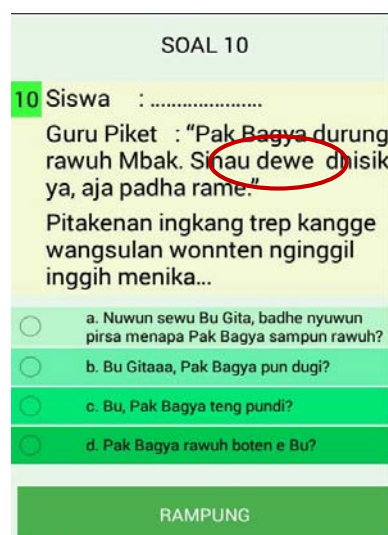 SOAL 10
10 Siswa : .....................
Guru Piket : “Pak Bagya durung
rawuh Mbak. Sinau dewe dhisik
ya, aja padha rame.”
Pitakenan ingkang trep kangge
wangsulan wonnten nginggil
inggih menika...
a. Nuwun sewu Bu Gita, badhe nyuwun
pirsa menapa Pak Bagya sampun rawuh?
b. Bu Gitaaa, Pak Bagya pun dugi?
c. Bu, Pak Bagya teng pundi?
d. Pak Bagya rawuh boten e Bu?
RAMPUNG